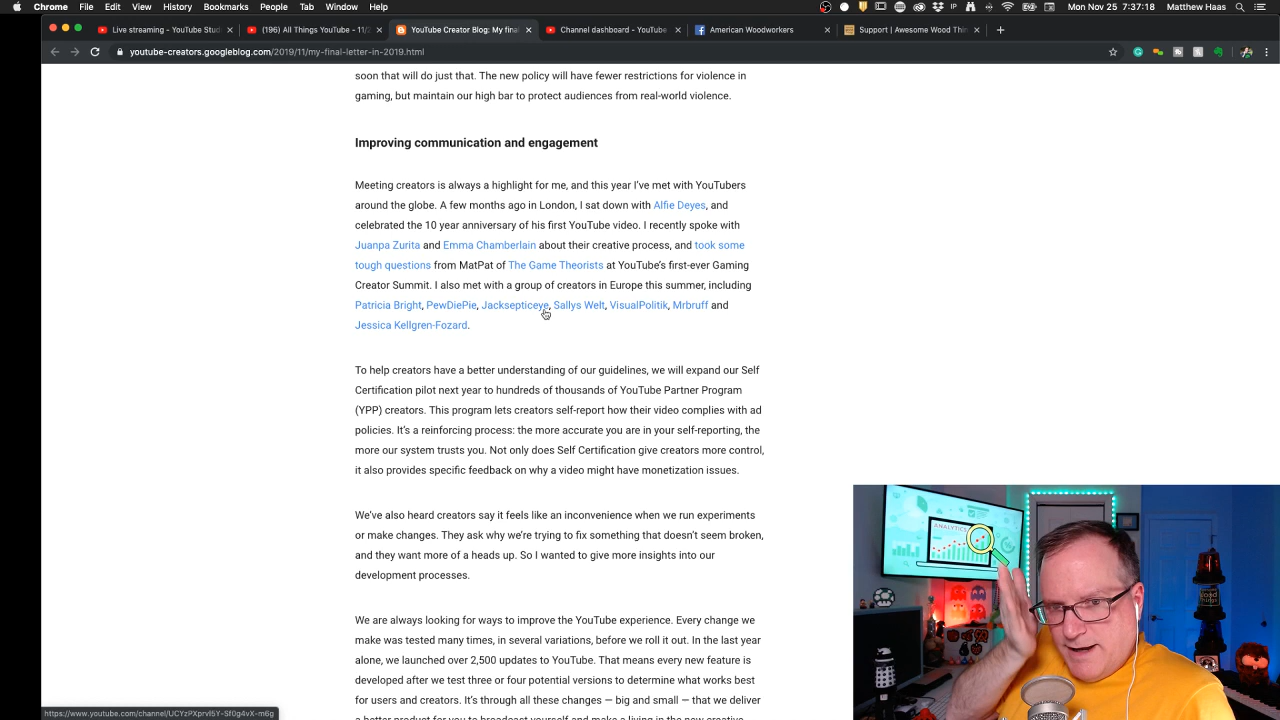 Chrome File Edit View History Bookmarks People Window Help
Nov 12 7:37:18 PM
Live streaming - YouTube Stud
(196) All Things YouTube - 11/2
YouTube Creator Blog: My final
Channel dashboard - YouTube
American Woodworkers
Support | Awesome Wood Thin
youtube-creators.googleblog.com/2019/11/my-final-letter-in-2019.html
soon that will do just that. The new policy will have fewer restrictions for violence in
gaming, but maintain our high bar to protect audiences from real-world violence.
Improving communication and engagement
Meeting creators is always a highlight for me, and this year I've met with YouTubers
around the globe. A few months ago in London, I sat down with Alfie Deyes, and
celebrated the 10 year anniversary of his first YouTube video. I recently spoke with
Juanpa Zurita and Emma Chamberlain about their creative process, and took some
tough questions from MatPat of The Game Theorists at YouTube's first-ever Gaming
Creator Summit. I also met with a group of creators in Europe this summer, including
Patricia Bright, PewDiePie, Jacksepticeye, Sallys Welt, VisualPolitik, Mrbruff and
Jessica Kellgren-Fozard.
To help creators have a better understanding of our guidelines, we will expand our Self
Certification pilot next year to hundreds of thousands of YouTube Partner Program
(YPP) creators. This program lets creators self-report how their video complies with ad
policies. It's a reinforcing process: the more accurate you are in your self-reporting, the
more our system trusts you. Not only does Self Certification give creators more control,
it also provides specific feedback on why a video might have monetization issues.
We've also heard creators say it feels like an inconvenience when we run experiments
or make changes. They ask why we're trying to fix something that doesn't seem broken,
and they want more of a heads up. So I wanted to give more insights into our
development processes.
We are always looking for ways to improve the YouTube experience. Every change we
make was tested many times, in several variations, before we roll it out. In the last year
alone, we launched over 2,500 updates to YouTube. That means every new feature is
developed after we test three or four potential versions to determine what works best
for users and creators. It's through all these changes — big and small — that we deliver
a better product for you to broadcast yourself and make a living in the new creative
ANALYTICS